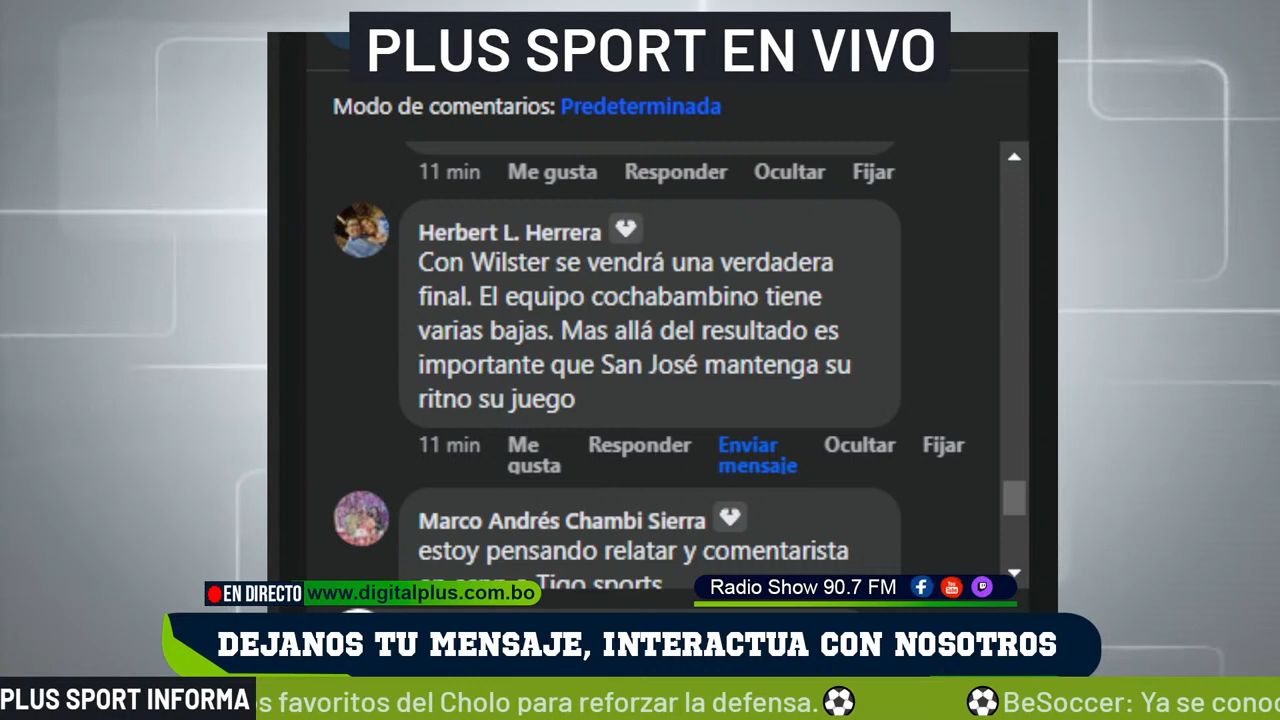 PLUS SPORT EN VIVO
Modo de comentarios: Predeterminada
11 min Me gusta Responder Ocultar Fijar
Herbert L. Herrera
Con Wilster se vendrá una verdadera
final. El equipo cochabambino tiene
varias bajas. Mas allá del resultado es
importante que San José mantenga su
ritno su juego
11 min Me gusta Responder Enviar mensaje Ocultar Fijar
Marco Andrés Chambi Sierra
estoy pensando relatar y comentarista
Tigo sports
EN DIRECTO www.digitalplus.com.bo
Radio Show 90.7 FM
DEJANOS TU MENSAJE, INTERACTUA CON NOSOTROS
PLUS SPORT INFORMA s favoritos del Cholo para reforzar la defensa. BeSoccer: Ya se cono